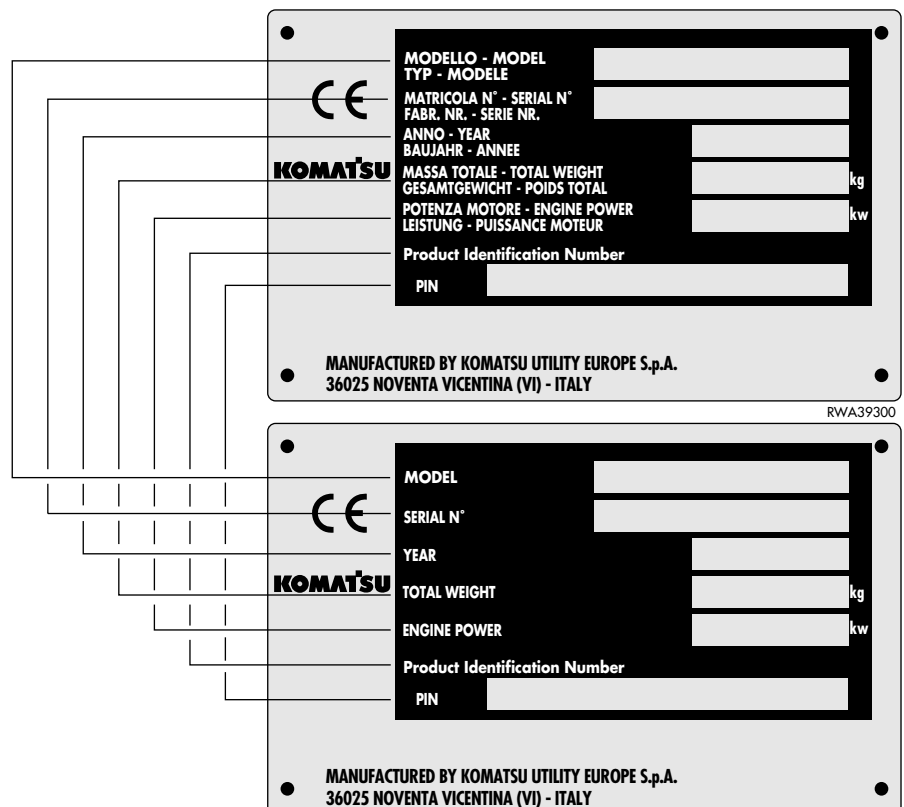 MODELLO - MODEL
TYP - MODELE
CE
MATRICOLA N° - SERIAL N°
FABR. NR. - SERIE NR.
ANNO - YEAR
BAUJAHR - ANNEE
KOMATSU
MASSA TOTALE - TOTAL WEIGHT
GESAMTGEWICHT - POIDS TOTAL
kg
POTENZA MOTORE - ENGINE POWER
LEISTUNG - PUISSANCE MOTEUR
kw
Product Identification Number
PIN
MANUFACTURED BY KOMATSU UTILITY EUROPE S.p.A.
36025 NOVENTA VICENTINA (VI) - ITALY
RWA39300
MODEL
CE
SERIAL N°
YEAR
KOMATSU
TOTAL WEIGHT
kg
ENGINE POWER
kw
Product Identification Number
PIN
MANUFACTURED BY KOMATSU UTILITY EUROPE S.p.A.
36025 NOVENTA VICENTINA (VI) - ITALY